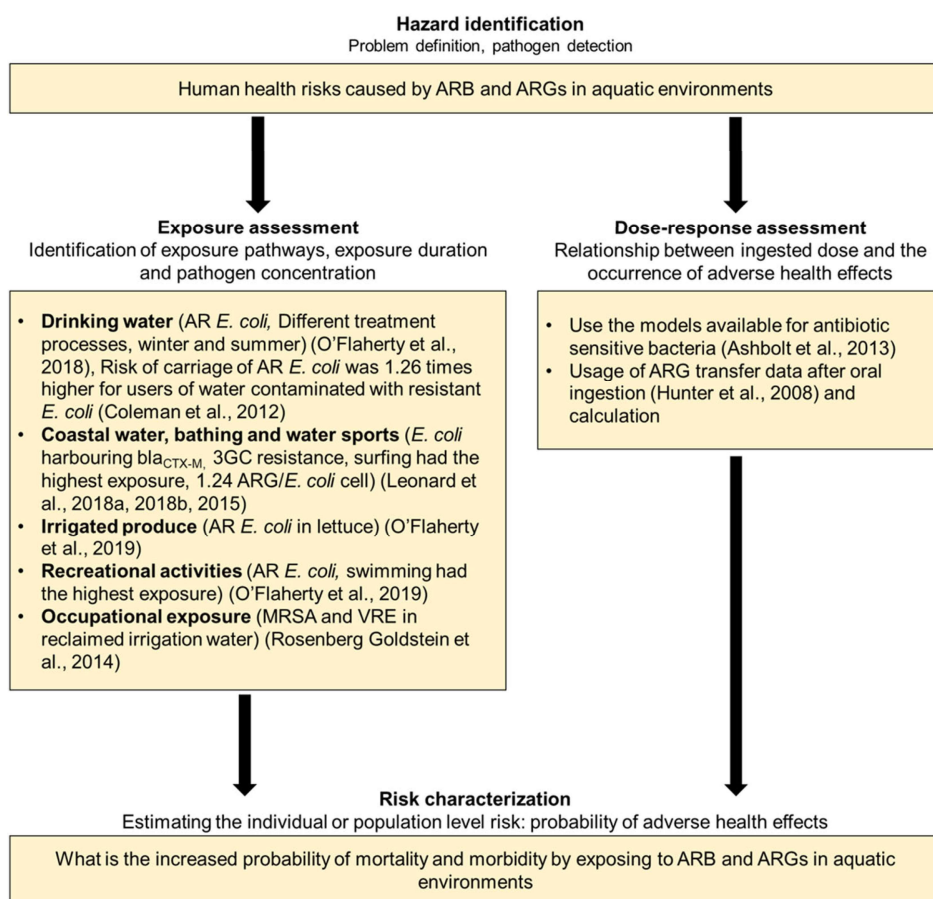 Hazard identification
Problem definition, pathogen detection
Human health risks caused by ARB and ARGs in aquatic environments
Exposure assessment
Identification of exposure pathways, exposure duration
and pathogen concentration
• Drinking water (AR E. coli, Different treatment
processes, winter and summer) (O’Flaherty et al.,
2018), Risk of carriage of AR E. coli was 1.26 times
higher for users of water contaminated with resistant
E. coli (Coleman et al., 2012)
• Coastal water, bathing and water sports (E. coli
harbouring bla_CTX-M, 3GC resistance, surfing had the
highest exposure, 1.24 ARG/E. coli cell) (Leonard
et al., 2018a, 2018b, 2015)
• Irrigated produce (AR E. coli in lettuce) (O’Flaherty
et al., 2019)
• Recreational activities (AR E. coli, swimming had
the highest exposure) (O’Flaherty et al., 2019)
• Occupational exposure (MRSA and VRE in
reclaimed irrigation water) (Rosenberg Goldstein et
al., 2014)
Dose-response assessment
Relationship between ingested dose and the
occurrence of adverse health effects
• Use the models available for antibiotic
sensitive bacteria (Ashbolt et al., 2013)
• Usage of ARG transfer data after oral
ingestion (Hunter et al., 2008) and
calculation
Risk characterization
Estimating the individual or population level risk: probability of adverse health effects
What is the increased probability of mortality and morbidity by exposing to ARB and ARGs in aquatic
environments